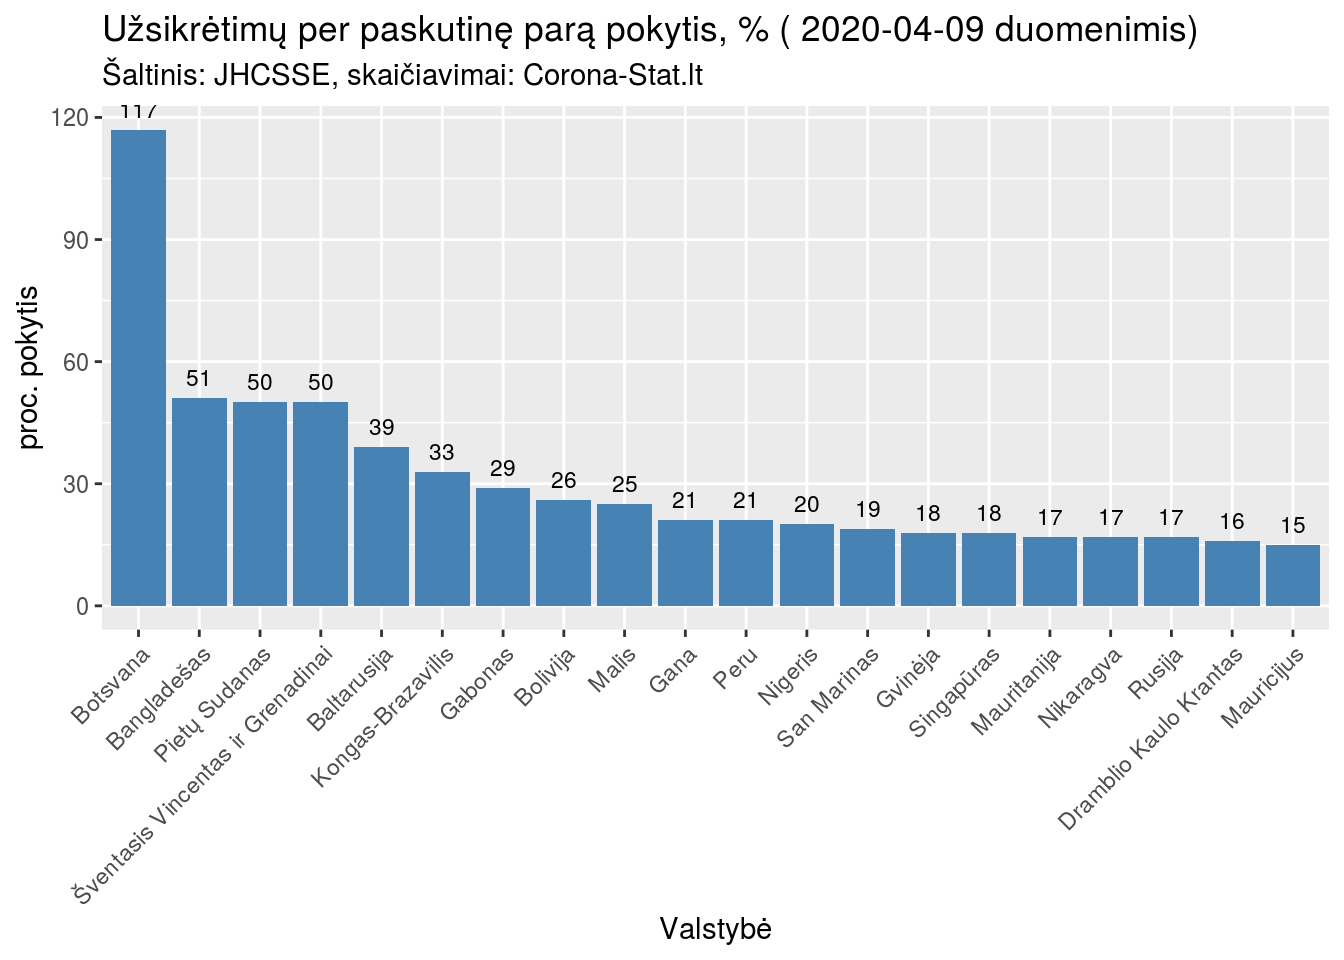 Užsikrėtimų per paskutinę parą pokytis, % ( 2020-04-09 duomenimis)
Šaltinis: JHCSSE, skaičiavimai: Corona-Stat.lt
proc. pokytis
120
90
60
30
0
117
51
50
50
39
33
29
26
25
21
21
20
19
18
18
17
17
17
16
15
Botsvana
Bangladešas
Pietų Sudanas
Šventasis Vincentas ir Grenadinai
Baltarusija
Kongas-Brazavilis
Gabonas
Bolivija
Malis
Gana
Peru
Nigeris
San Marinas
Gvinėja
Singapūras
Mauritanija
Nikaragva
Rusija
Dramblio Kaulo Krantas
Mauricijus
Valstybė